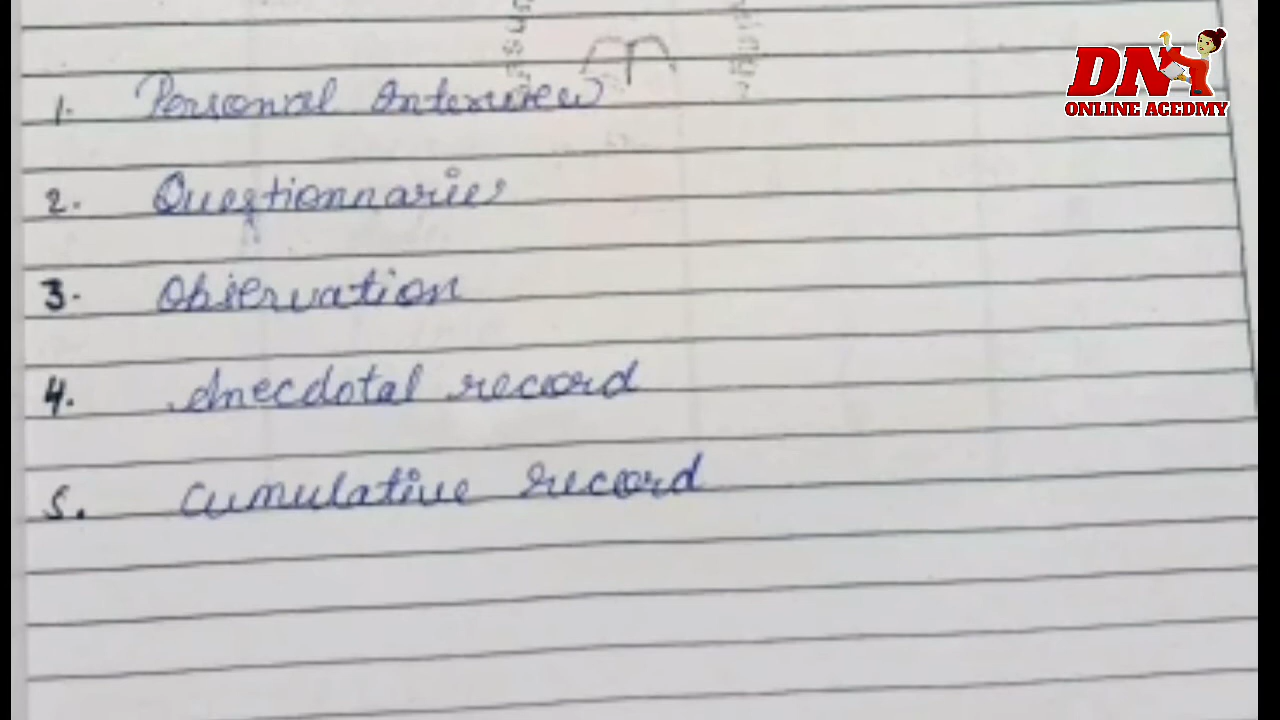 DN
ONLINE ACEDMY
1. Personal Interview
2. Questionnaries
3. Observation
4. Anecdotal record
5. Cumulative record